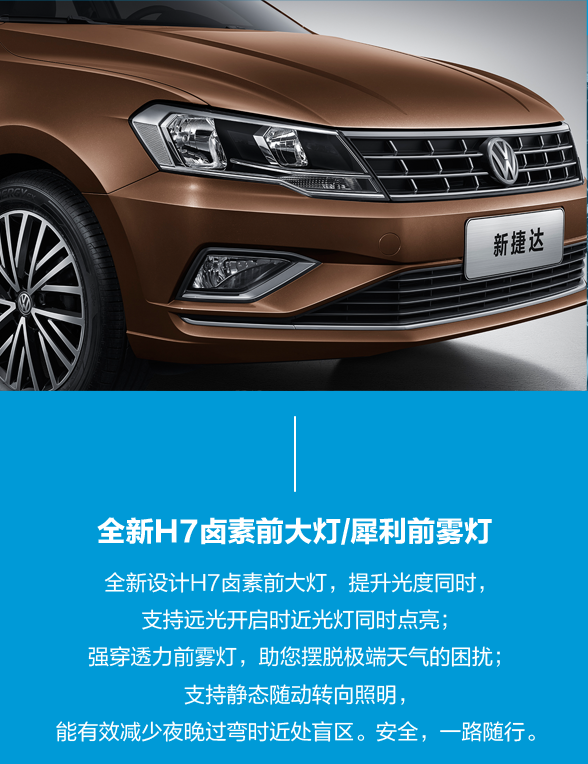 新捷达
全新H7卤素前大灯/犀利前雾灯
全新设计H7卤素前大灯，提升光度同时，
支持远光开启时近光灯同时点亮；
强穿透力前雾灯，助您摆脱极端天气的困扰；
支持静态随动转向照明，
能有效减少夜晚过弯时近处盲区。安全，一路随行。